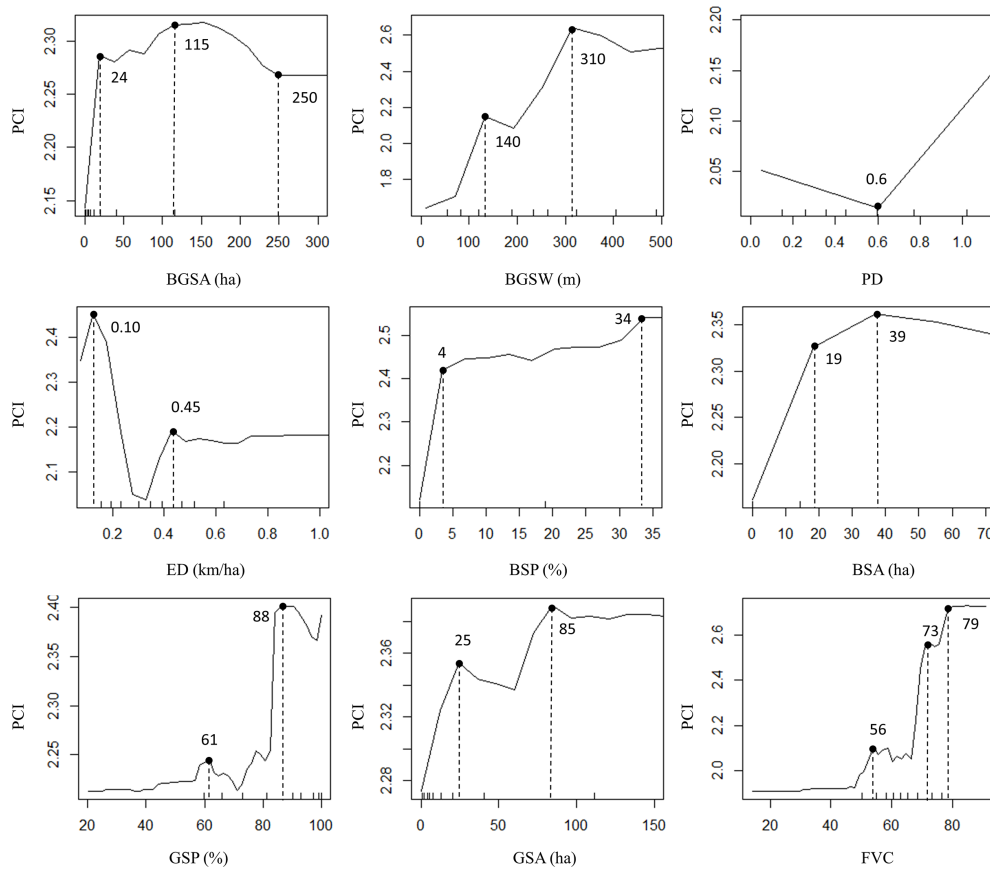 PCI
2.30
2.25
2.20
2.15
24
115
250
0 50 100 150 200 250 300
BGSA (ha)
PCI
2.6
2.4
2.2
2.0
1.8
140
310
0 100 200 300 400 500
BGSW (m)
PCI
2.20
2.15
2.10
2.05
0.6
0.0 0.2 0.4 0.6 0.8 1.0
PD
PCI
2.4
2.3
2.2
2.1
0.10
0.45
0.2 0.4 0.6 0.8 1.0
ED (km/ha)
PCI
2.5
2.4
2.3
2.2
4
34
0 5 10 15 20 25 30 35
BSP (%)
PCI
2.35
2.30
2.25
2.20
19
39
0 10 20 30 40 50 60 70
BSA (ha)
PCI
2.40
2.35
2.30
2.25
61
88
20 40 60 80 100
GSP (%)
PCI
2.36
2.32
2.28
25
85
0 50 100 150
GSA (ha)
PCI
2.6
2.4
2.2
2.0
56
73
79
20 40 60 80
FVC